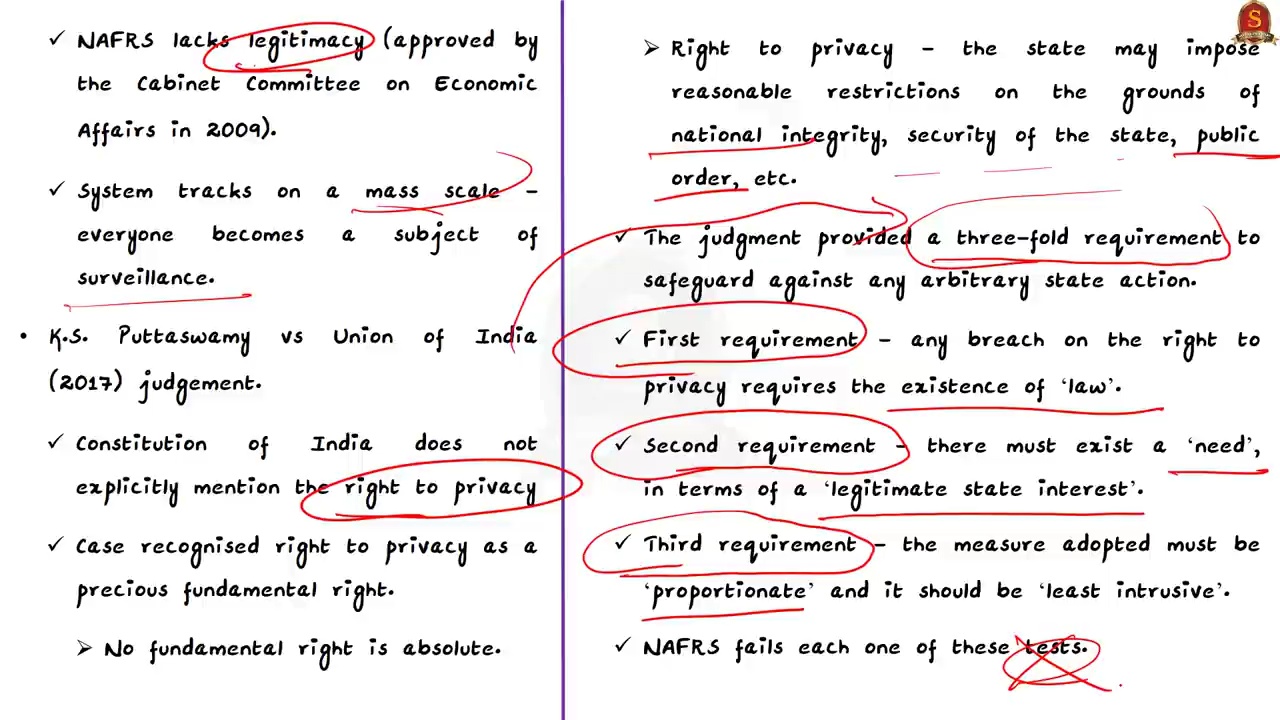 ✓ NAFRS lacks legitimacy (approved by
the Cabinet Committee on Economic
Affairs in 2009).
✓ System tracks on a mass scale –
everyone becomes a subject of
surveillance.
• K.S. Puttaswamy vs Union of India
(2017) judgement.
✓ Constitution of India does not
explicitly mention the right to privacy
✓ Case recognised right to privacy as a
precious fundamental right.
➢ No fundamental right is absolute.
➢ Right to privacy – the state may impose
reasonable restrictions on the grounds of
national integrity, security of the state, public
order, etc.
✓ The judgment provided a three-fold requirement to
safeguard against any arbitrary state action.
✓ First requirement – any breach on the right to
privacy requires the existence of ‘law’.
✓ Second requirement – there must exist a ‘need’,
in terms of a ‘legitimate state interest’.
✓ Third requirement – the measure adopted must be
‘proportionate’ and it should be ‘least intrusive’.
✓ NAFRS fails each one of these tests.
S